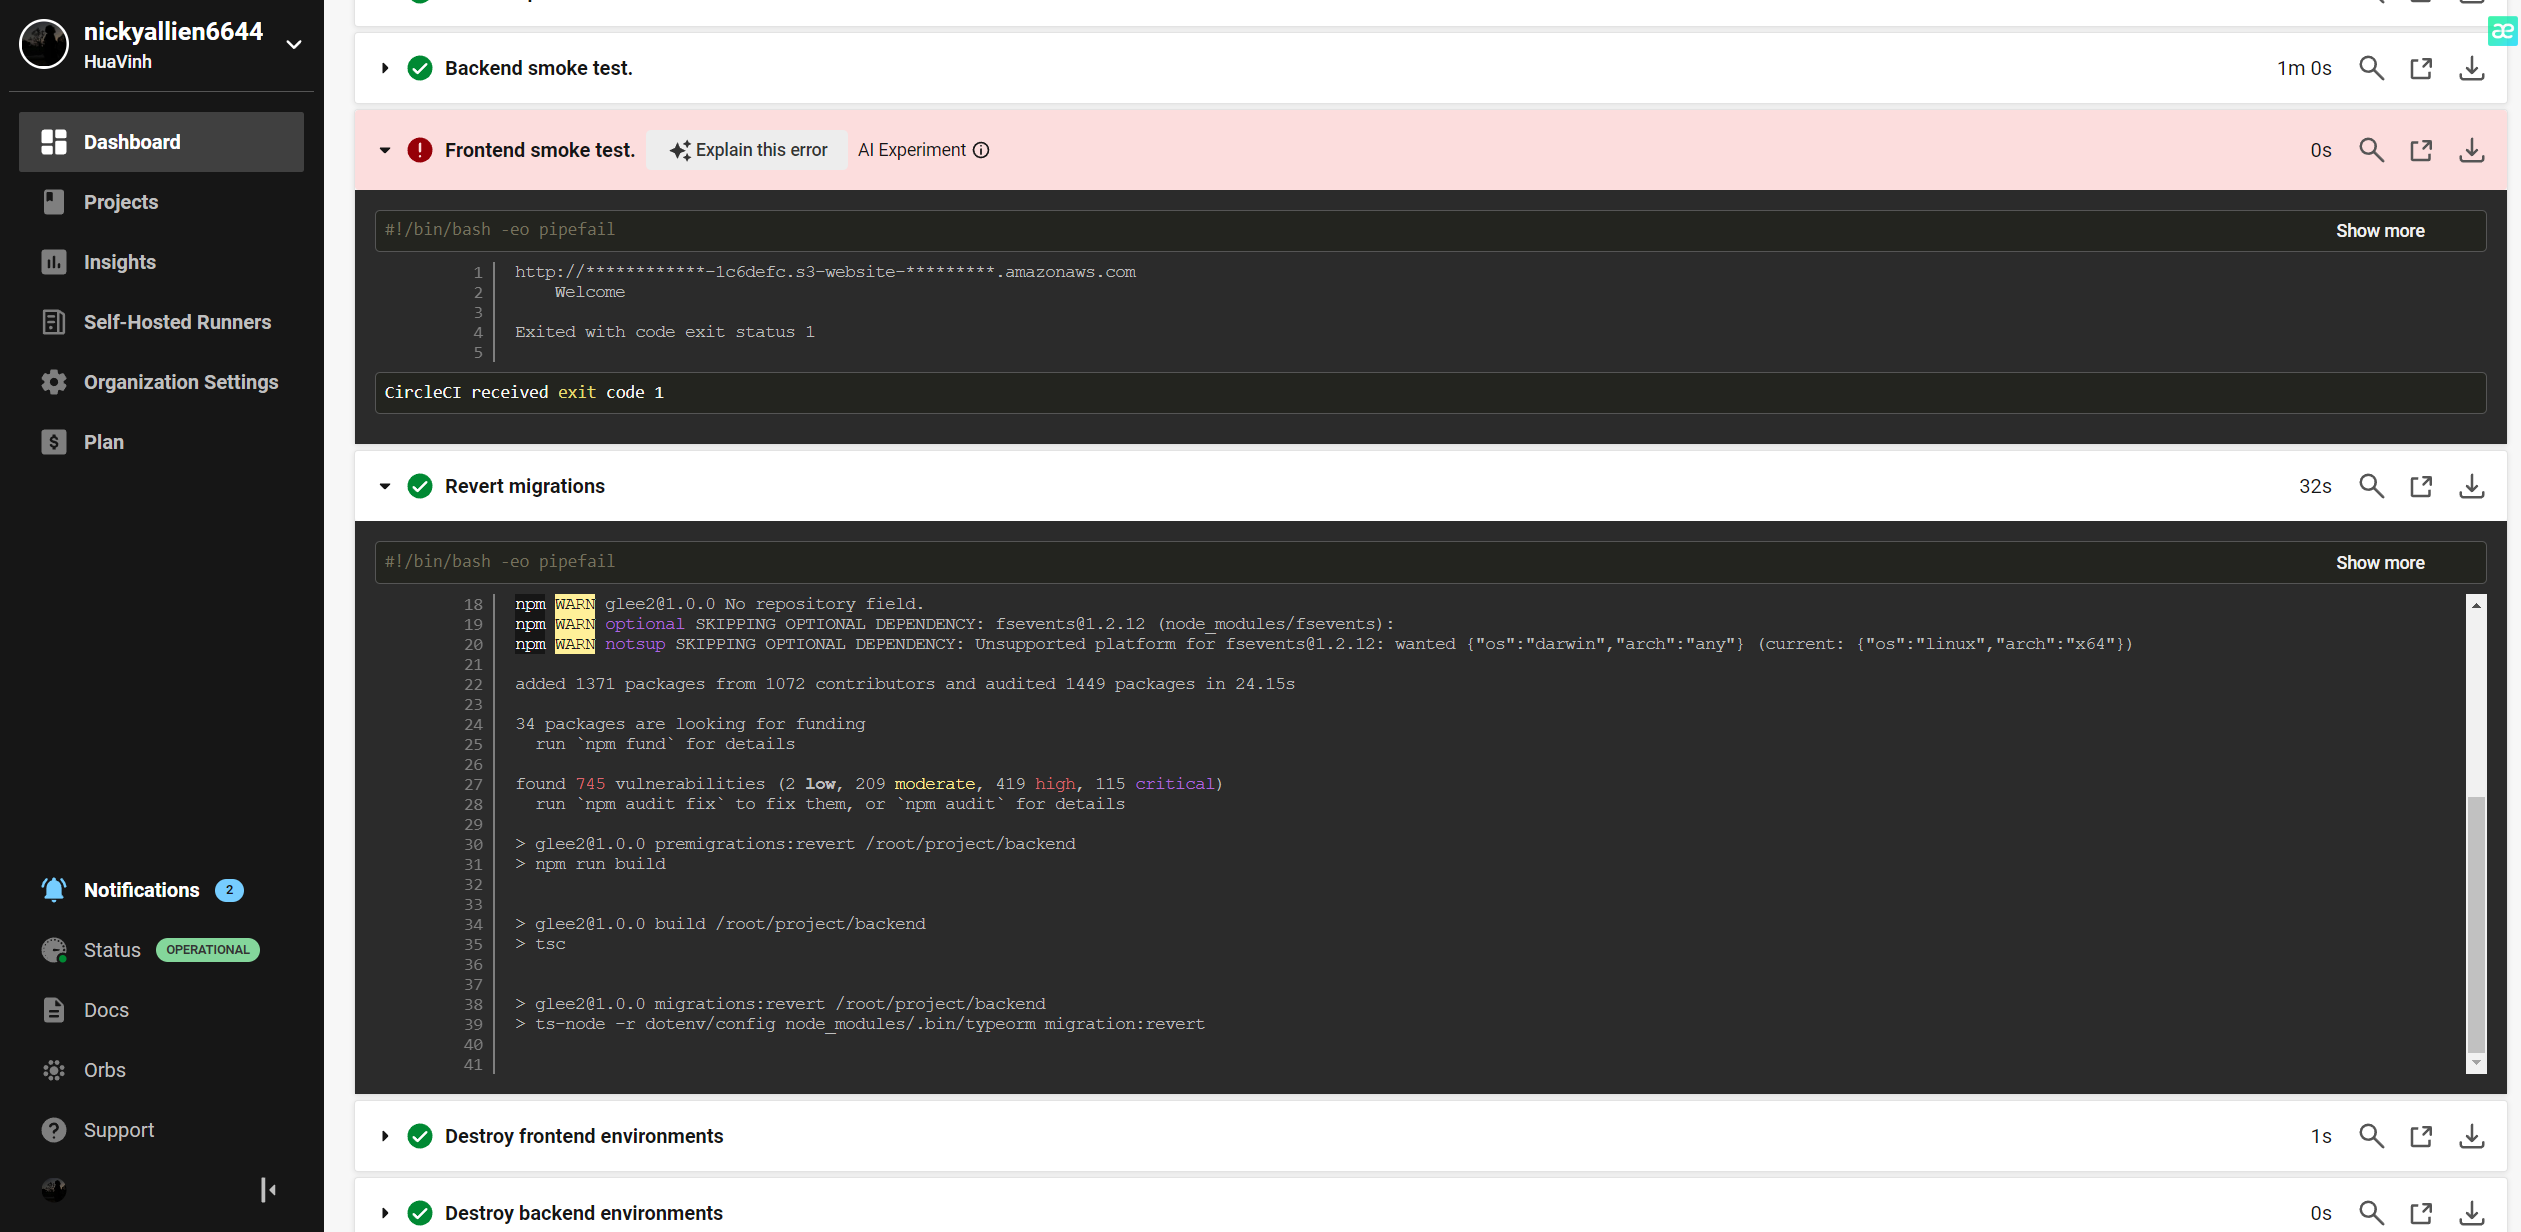 nickyallien6644
HuaVinh
Dashboard
Projects
Insights
Self-Hosted Runners
Organization Settings
Plan
Notifications 2
Status OPERATIONAL
Docs
Orbs
Support
æ
Backend smoke test. 1m 0s
Frontend smoke test. Explain this error AI Experiment 0s
#!/bin/bash -eo pipefail Show more
1 http://************-1c6defc.s3-website-*********.amazonaws.com
2 Welcome
3
4 Exited with code exit status 1
5
CircleCI received exit code 1
Revert migrations 32s
#!/bin/bash -eo pipefail Show more
18 npm WARN glee2@1.0.0 No repository field.
19 npm WARN optional SKIPPING OPTIONAL DEPENDENCY: fsevents@1.2.12 (node_modules/fsevents):
20 npm WARN notsup SKIPPING OPTIONAL DEPENDENCY: Unsupported platform for fsevents@1.2.12: wanted {"os":"darwin","arch":"any"} (current: {"os":"linux","arch":"x64"})
21
22 added 1371 packages from 1072 contributors and audited 1449 packages in 24.15s
23
24 34 packages are looking for funding
25 run `npm fund` for details
26
27 found 745 vulnerabilities (2 low, 209 moderate, 419 high, 115 critical)
28 run `npm audit fix` to fix them, or `npm audit` for details
29
30 > glee2@1.0.0 premigrations:revert /root/project/backend
31 > npm run build
32
33
34 > glee2@1.0.0 build /root/project/backend
35 > tsc
36
37
38 > glee2@1.0.0 migrations:revert /root/project/backend
39 > ts-node -r dotenv/config node_modules/.bin/typeorm migration:revert
40
41
Destroy frontend environments 1s
Destroy backend environments 0s